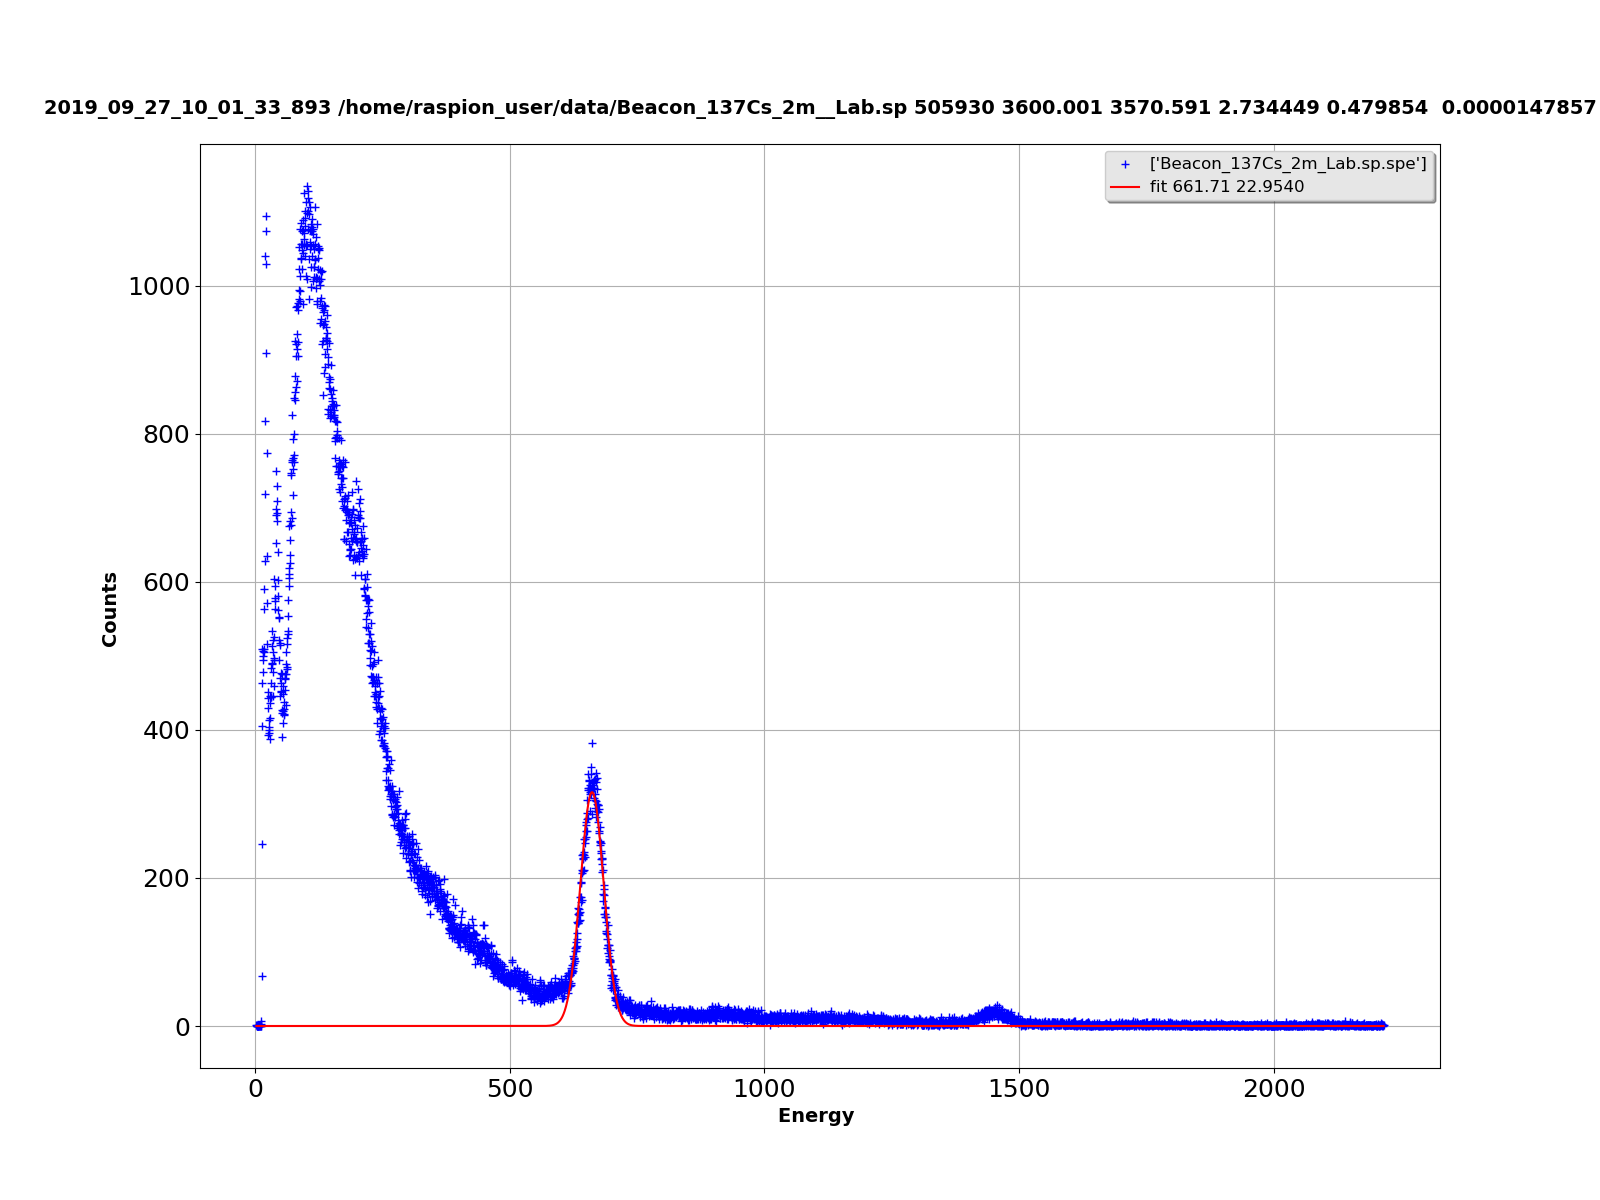 2019_09_27_10_01_33_893 /home/raspion_user/data/Beacon_137Cs_2m__Lab.sp 505930 3600.001 3570.591 2.734449 0.479854  0.0000147857
['Beacon_137Cs_2m_Lab.sp.spe']
fit 661.71 22.9540
1000
800
600
400
200
0
Counts
0 500 1000 1500 2000
Energy